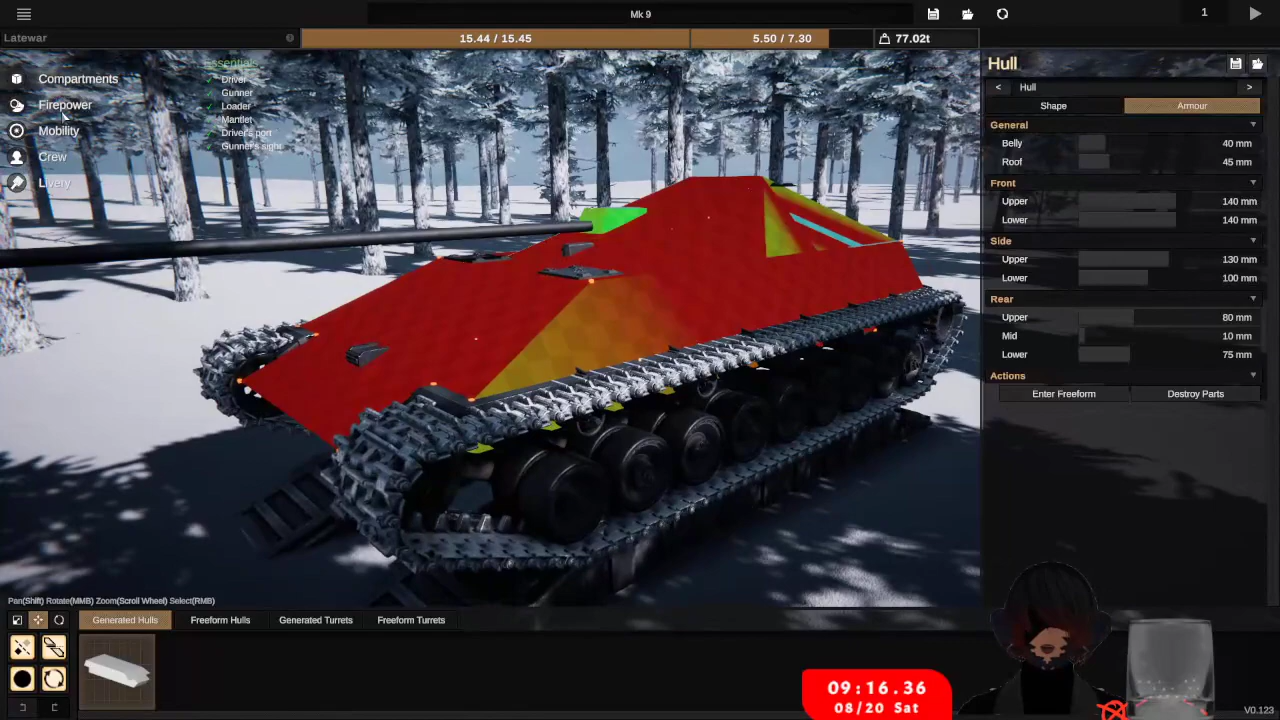 Mk 9
1
Latewar
15.44 / 15.45
5.50 / 7.30
77.02t
Compartments
Firepower
Mobility
Crew
Livery
Essentials
Driver
Gunner
Loader
Mantlet
Driver's port
Gunner's sight
Hull
< Hull >
Shape Armour
General
Belly 40 mm
Roof 45 mm
Front
Upper 140 mm
Lower 140 mm
Side
Upper 130 mm
Lower 100 mm
Rear
Upper 80 mm
Mid 10 mm
Lower 75 mm
Actions
Enter Freeform Destroy Parts
Pan(Shift) Rotate(MMB) Zoom(Scroll Wheel) Select(RMB)
Generated Hulls Freeform Hulls Generated Turrets Freeform Turrets
09:16.36
08/20 Sat
V0.123